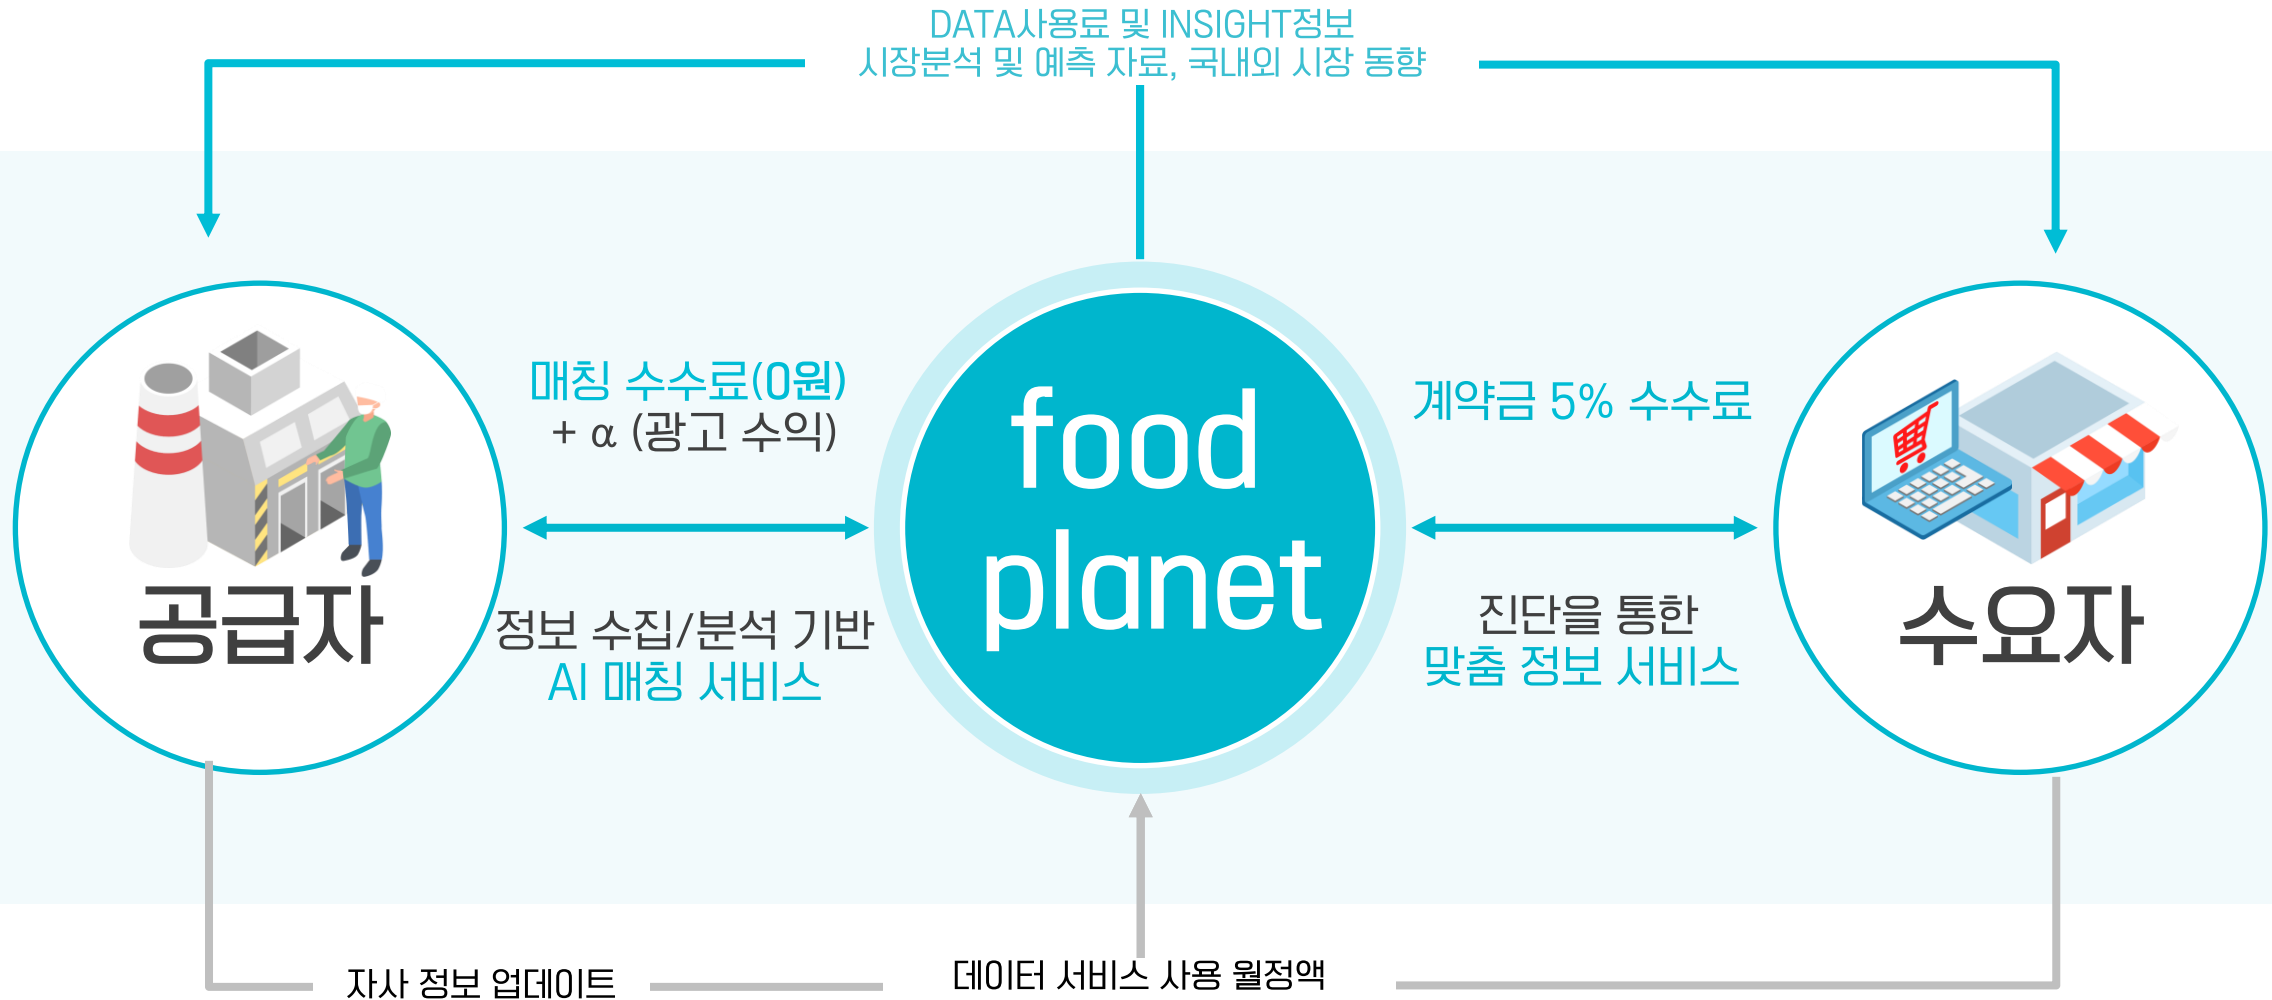 DATA사용료 및 INSIGHT정보
시장분석 및 예측 자료, 국내외 시장 동향
매칭 수수료(0원)
+ α (광고 수익)
정보 수집/분석 기반
AI 매칭 서비스
공급자
food
planet
계약금 5% 수수료
진단을 통한
맞춤 정보 서비스
수요자
자사 정보 업데이트
데이터 서비스 사용 월정액